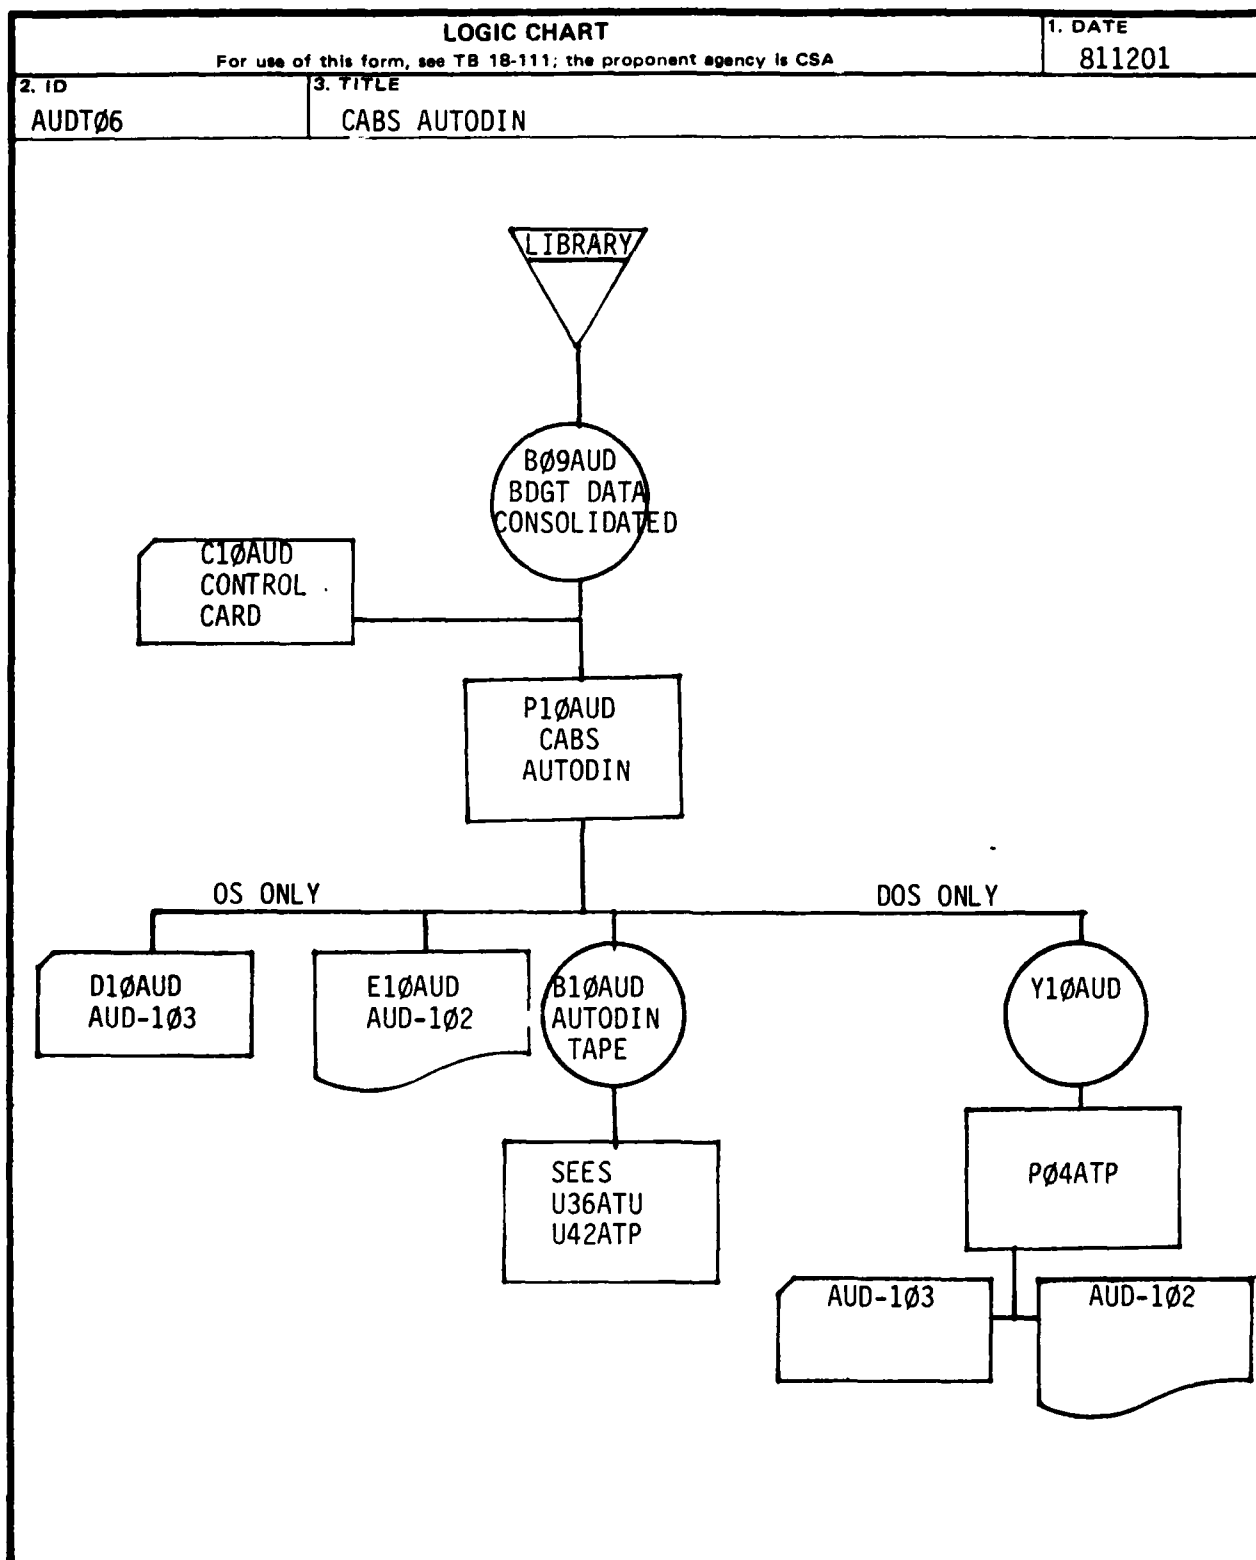 LOGIC CHART
For use of this form, see TB 18-111; the proponent agency is CSA
1. DATE
811201
2. ID
AUDTØ6
3. TITLE
CABS AUTODIN
LIBRARY
BØ9AUD
BDGT DATA
CONSOLIDATED
C1ØAUD
CONTROL
CARD
P1ØAUD
CABS
AUTODIN
OS ONLY
DOS ONLY
D1ØAUD
AUD-1Ø3
E1ØAUD
AUD-1Ø2
B1ØAUD
AUTODIN
TAPE
Y1ØAUD
SEES
U36ATU
U42ATP
PØ4ATP
AUD-1Ø3
AUD-1Ø2